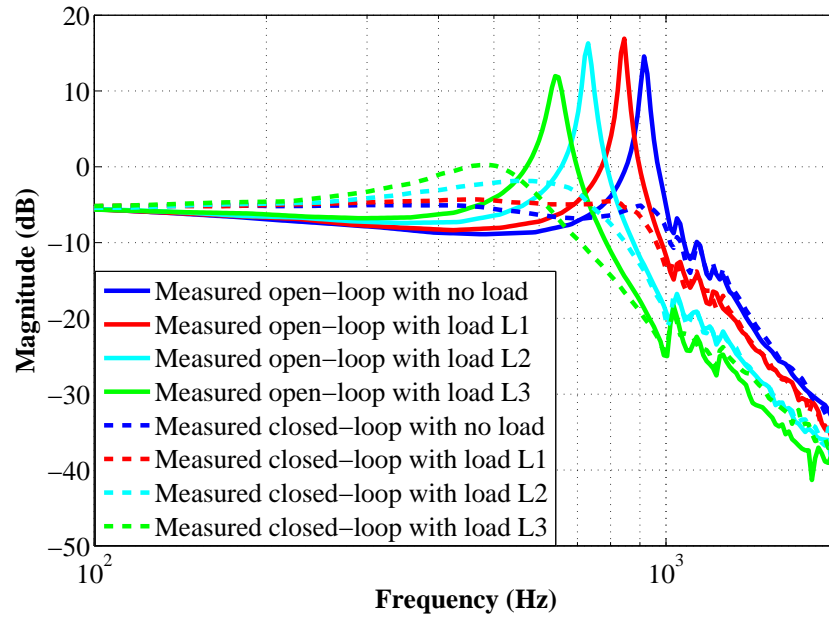 20
10
0
−10
−20
−30
−40
−50
Magnitude (dB)
Measured open−loop with no load
Measured open−loop with load L1
Measured open−loop with load L2
Measured open−loop with load L3
Measured closed−loop with no load
Measured closed−loop with load L1
Measured closed−loop with load L2
Measured closed−loop with load L3
10^2
10^3
Frequency (Hz)